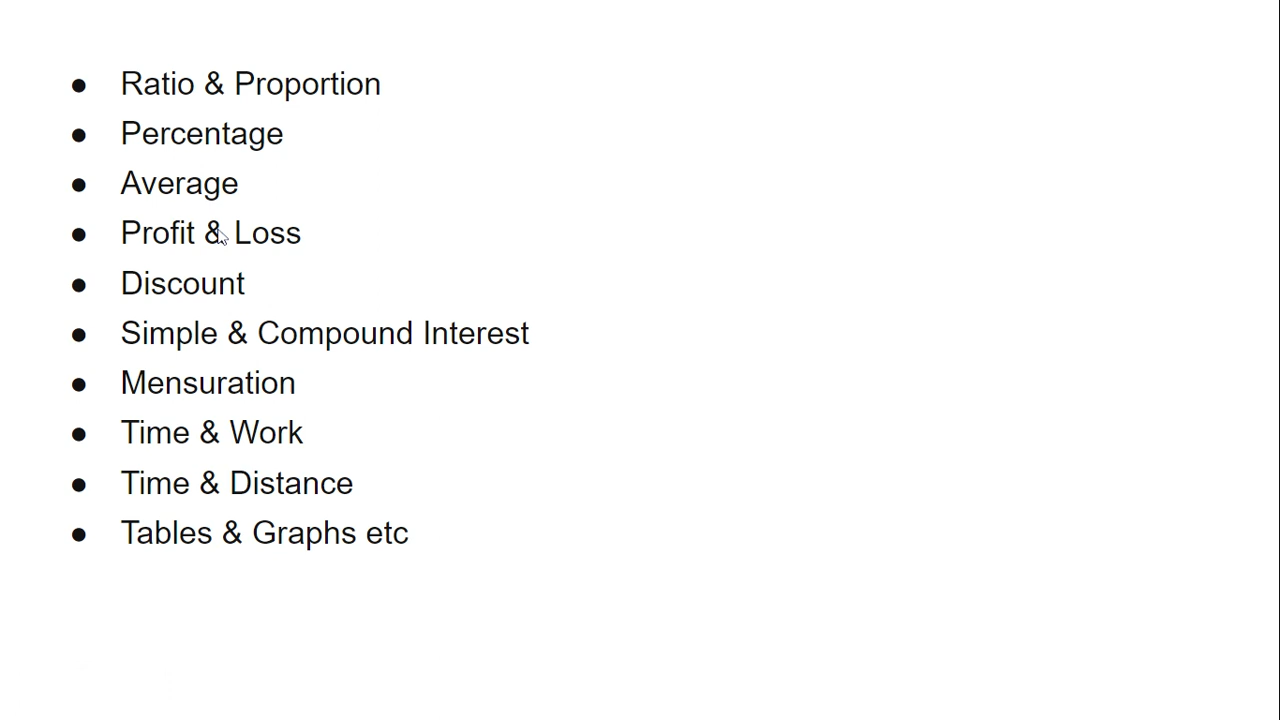 ● Ratio & Proportion
● Percentage
● Average
● Profit & Loss
● Discount
● Simple & Compound Interest
● Mensuration
● Time & Work
● Time & Distance
● Tables & Graphs etc